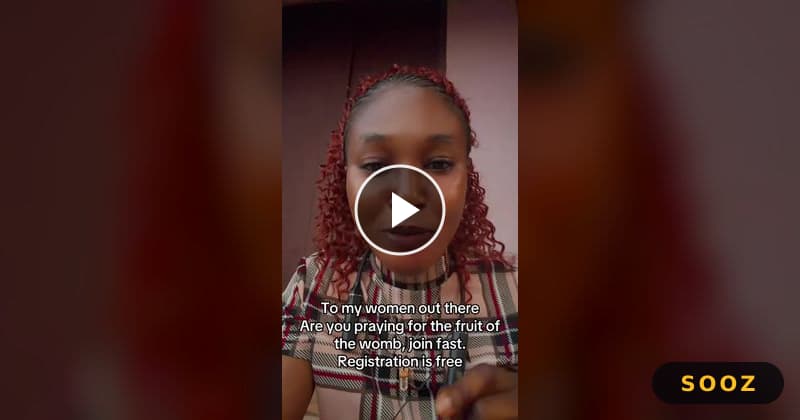 To my women out there
Are you praying for the fruit of
the womb, join fast.
Registration is free
SOOZ